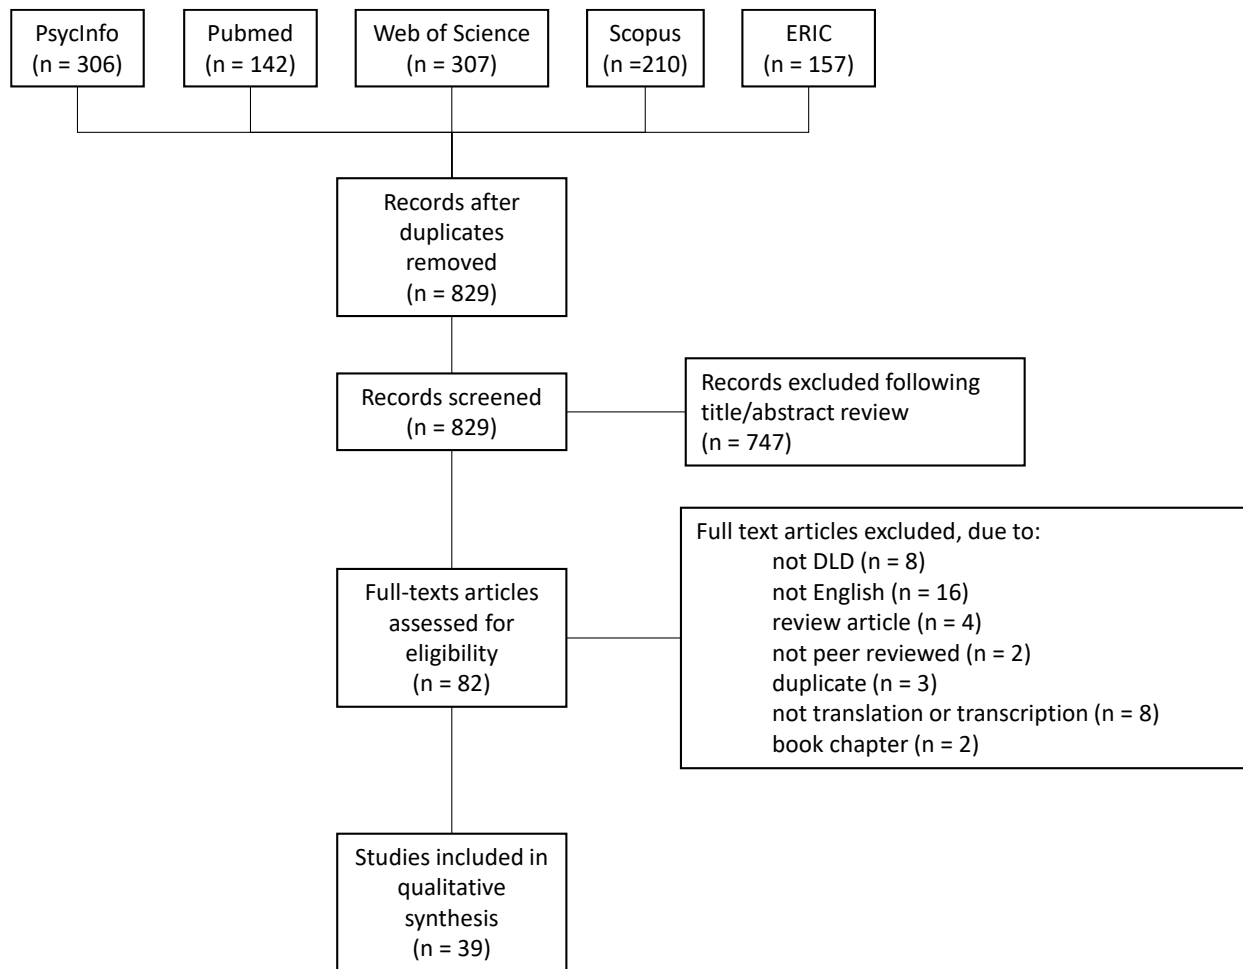 PsycInfo
(n = 306)
Pubmed
(n = 142)
Web of Science
(n = 307)
Scopus
(n =210)
ERIC
(n = 157)
Records after
duplicates
removed
(n = 829)
Records screened
(n = 829)
Records excluded following
title/abstract review
(n = 747)
Full-texts articles
assessed for
eligibility
(n = 82)
Full text articles excluded, due to:
not DLD (n = 8)
not English (n = 16)
review article (n = 4)
not peer reviewed (n = 2)
duplicate (n = 3)
not translation or transcription (n = 8)
book chapter (n = 2)
Studies included in
qualitative
synthesis
(n = 39)